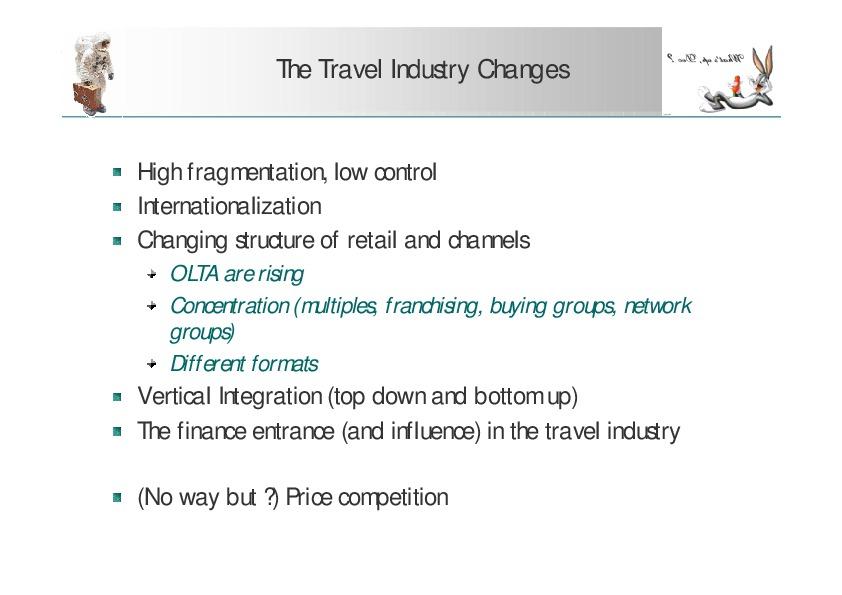 The Travel Industry Changes
What's up, Doc ?
High fragmentation, low control
Internationalization
Changing structure of retail and channels
OLTA are rising
Concentration (multiples, franchising, buying groups, network
groups)
Different formats
Vertical Integration (top down and bottom up)
The finance entrance (and influence) in the travel industry
(No way but ?) Price competition